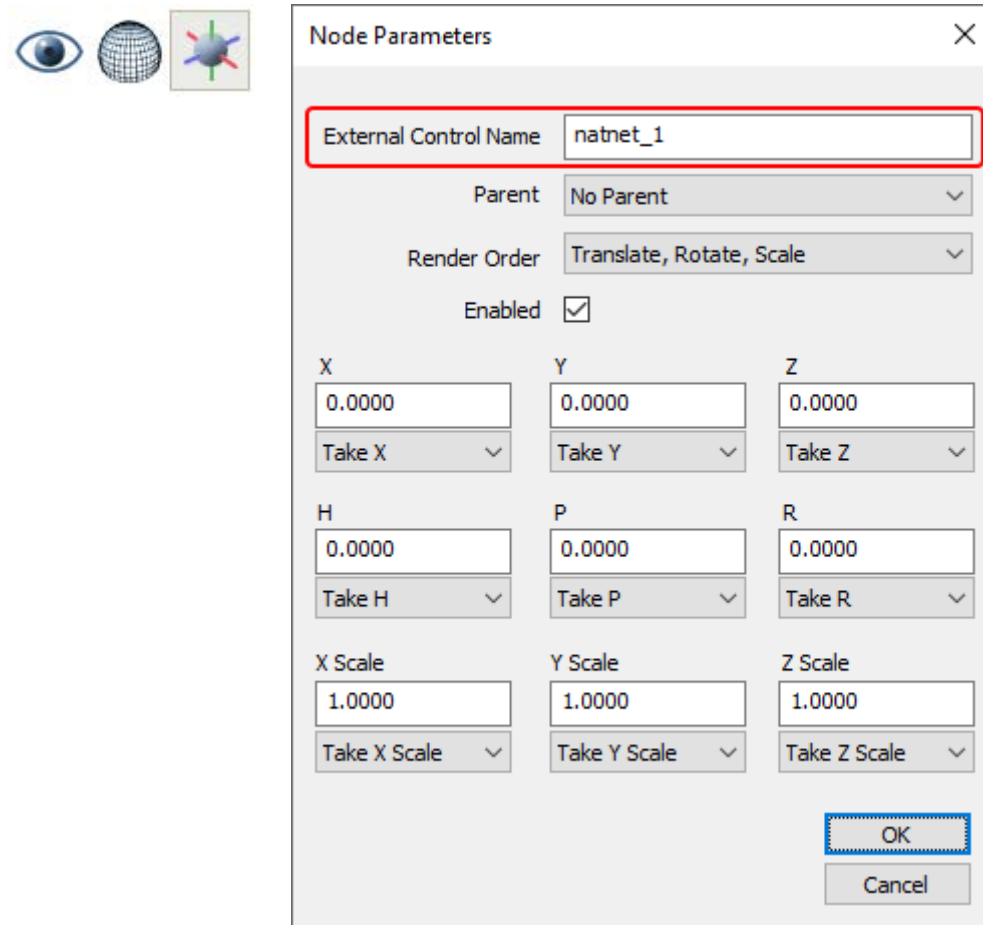 Node Parameters
External Control Name natnet_1
Parent No Parent
Render Order Translate, Rotate, Scale
Enabled
X Y Z
0.0000 0.0000 0.0000
Take X Take Y Take Z
H P R
0.0000 0.0000 0.0000
Take H Take P Take R
X Scale Y Scale Z Scale
1.0000 1.0000 1.0000
Take X Scale Take Y Scale Take Z Scale
OK
Cancel